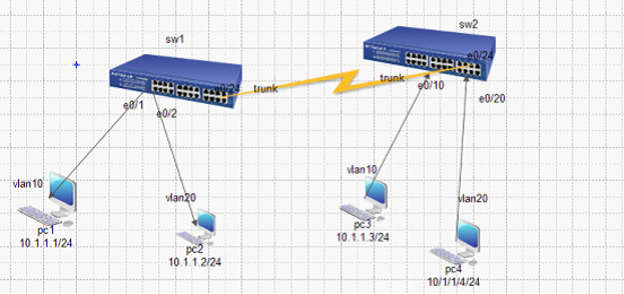 sw1
sw2
e0/24
e0/24
trunk
trunk
e0/1
e0/2
e0/10
e0/20
vlan10
pc1
10.1.1.1/24
vlan20
pc2
10.1.1.2/24
vlan10
pc3
10.1.1.3/24
vlan20
pc4
10/1/1/4/24